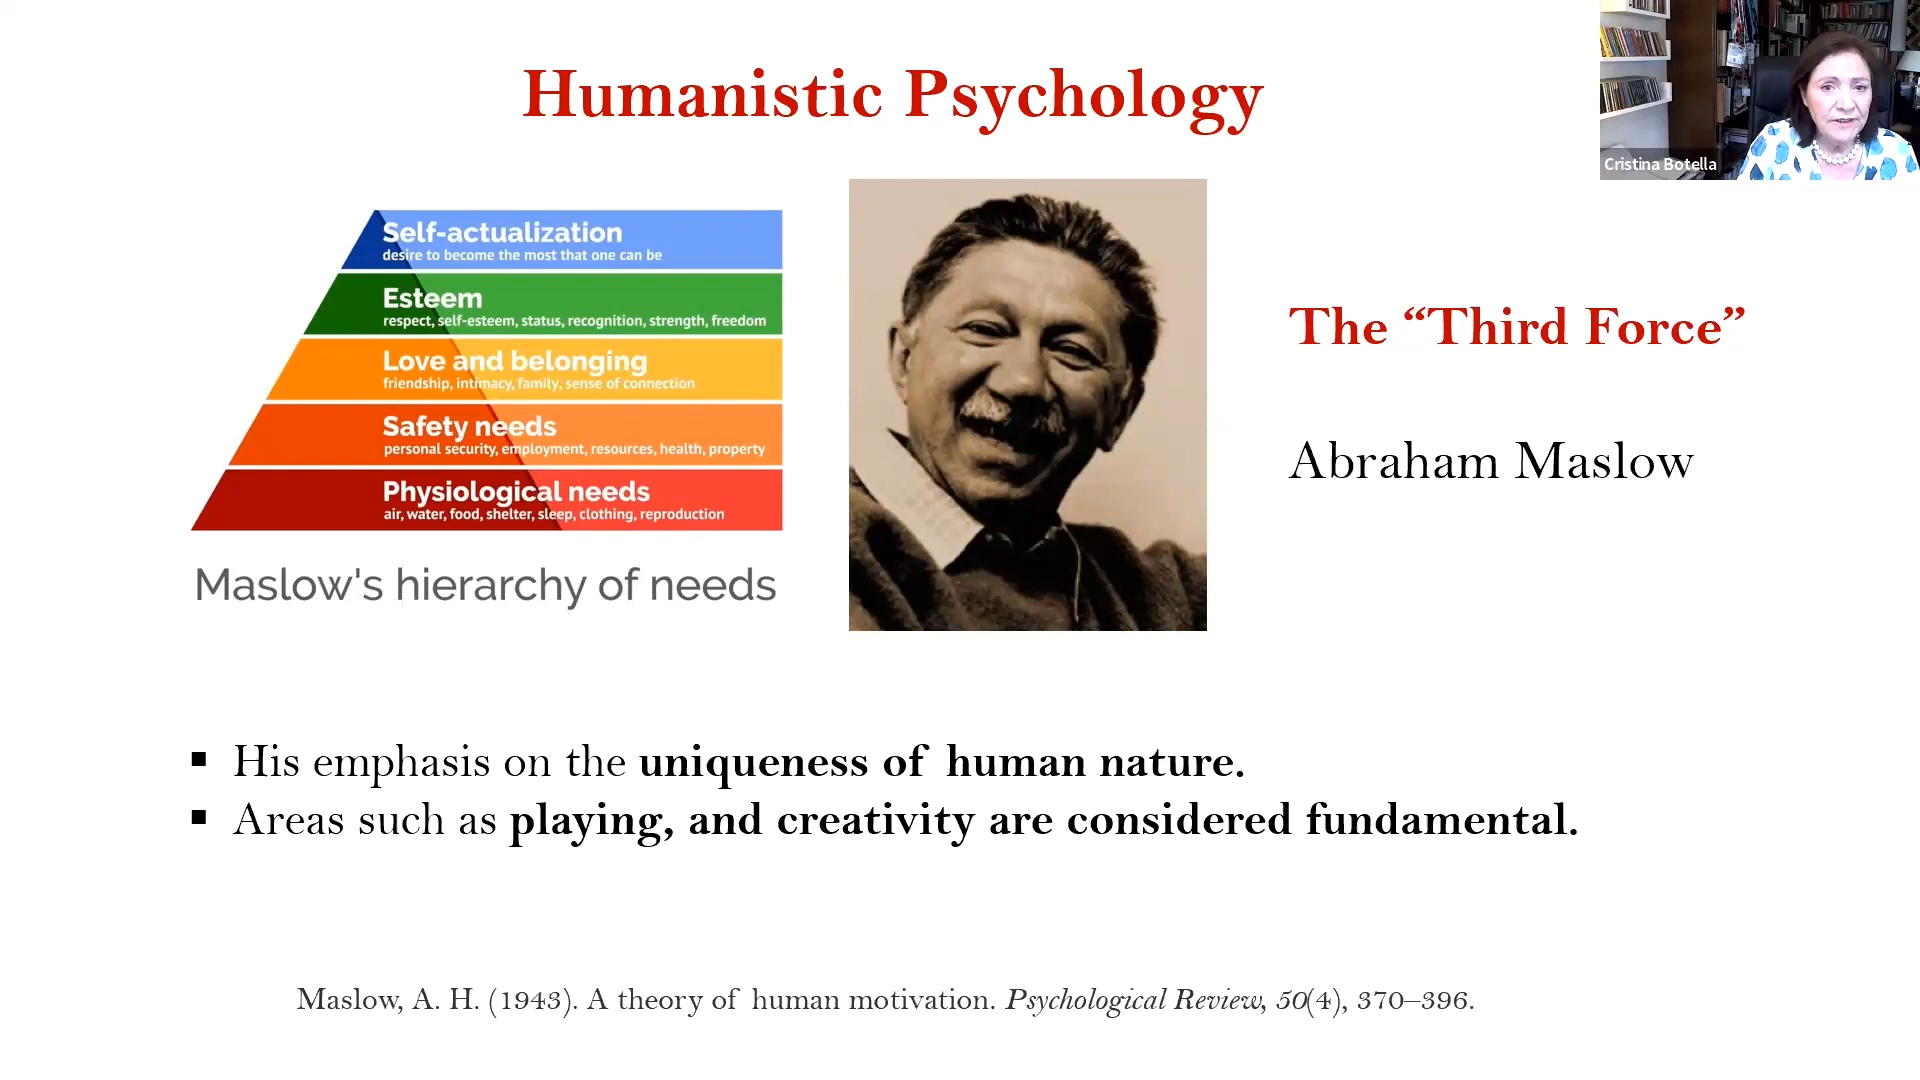 Humanistic Psychology
Cristina Botella
Self-actualization
desire to become the most that one can be
Esteem
respect, self-esteem, status, recognition, strength, freedom
Love and belonging
friendship, intimacy, family, sense of connection
Safety needs
personal security, employment, resources, health, property
Physiological needs
air, water, food, shelter, sleep, clothing, reproduction
Maslow's hierarchy of needs
The “Third Force”
Abraham Maslow
▪ His emphasis on the uniqueness of human nature.
▪ Areas such as playing, and creativity are considered fundamental.
Maslow, A. H. (1943). A theory of human motivation. Psychological Review, 50(4), 370–396.